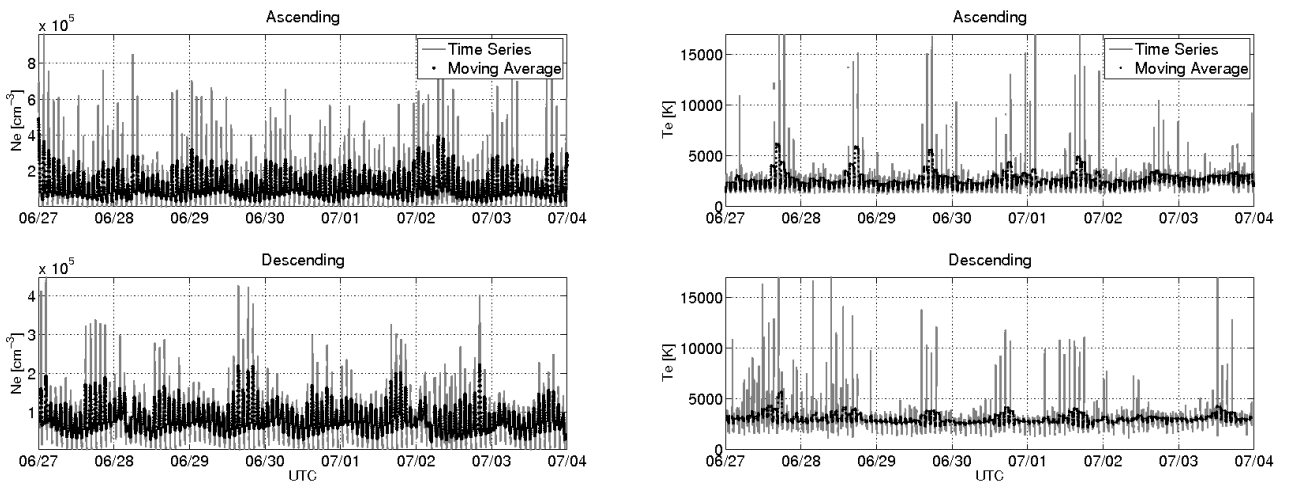 Ascending
x 10⁵
Ne [cm⁻³]
8
6
4
2
Time Series
Moving Average
06/27 06/28 06/29 06/30 07/01 07/02 07/03 07/04
Ascending
Te [K]
15000
10000
5000
0
Time Series
Moving Average
06/27 06/28 06/29 06/30 07/01 07/02 07/03 07/04
Descending
x 10⁵
Ne [cm⁻³]
4
3
2
1
06/27 06/28 06/29 06/30 07/01 07/02 07/03 07/04
UTC
Descending
Te [K]
15000
10000
5000
0
06/27 06/28 06/29 06/30 07/01 07/02 07/03 07/04
UTC